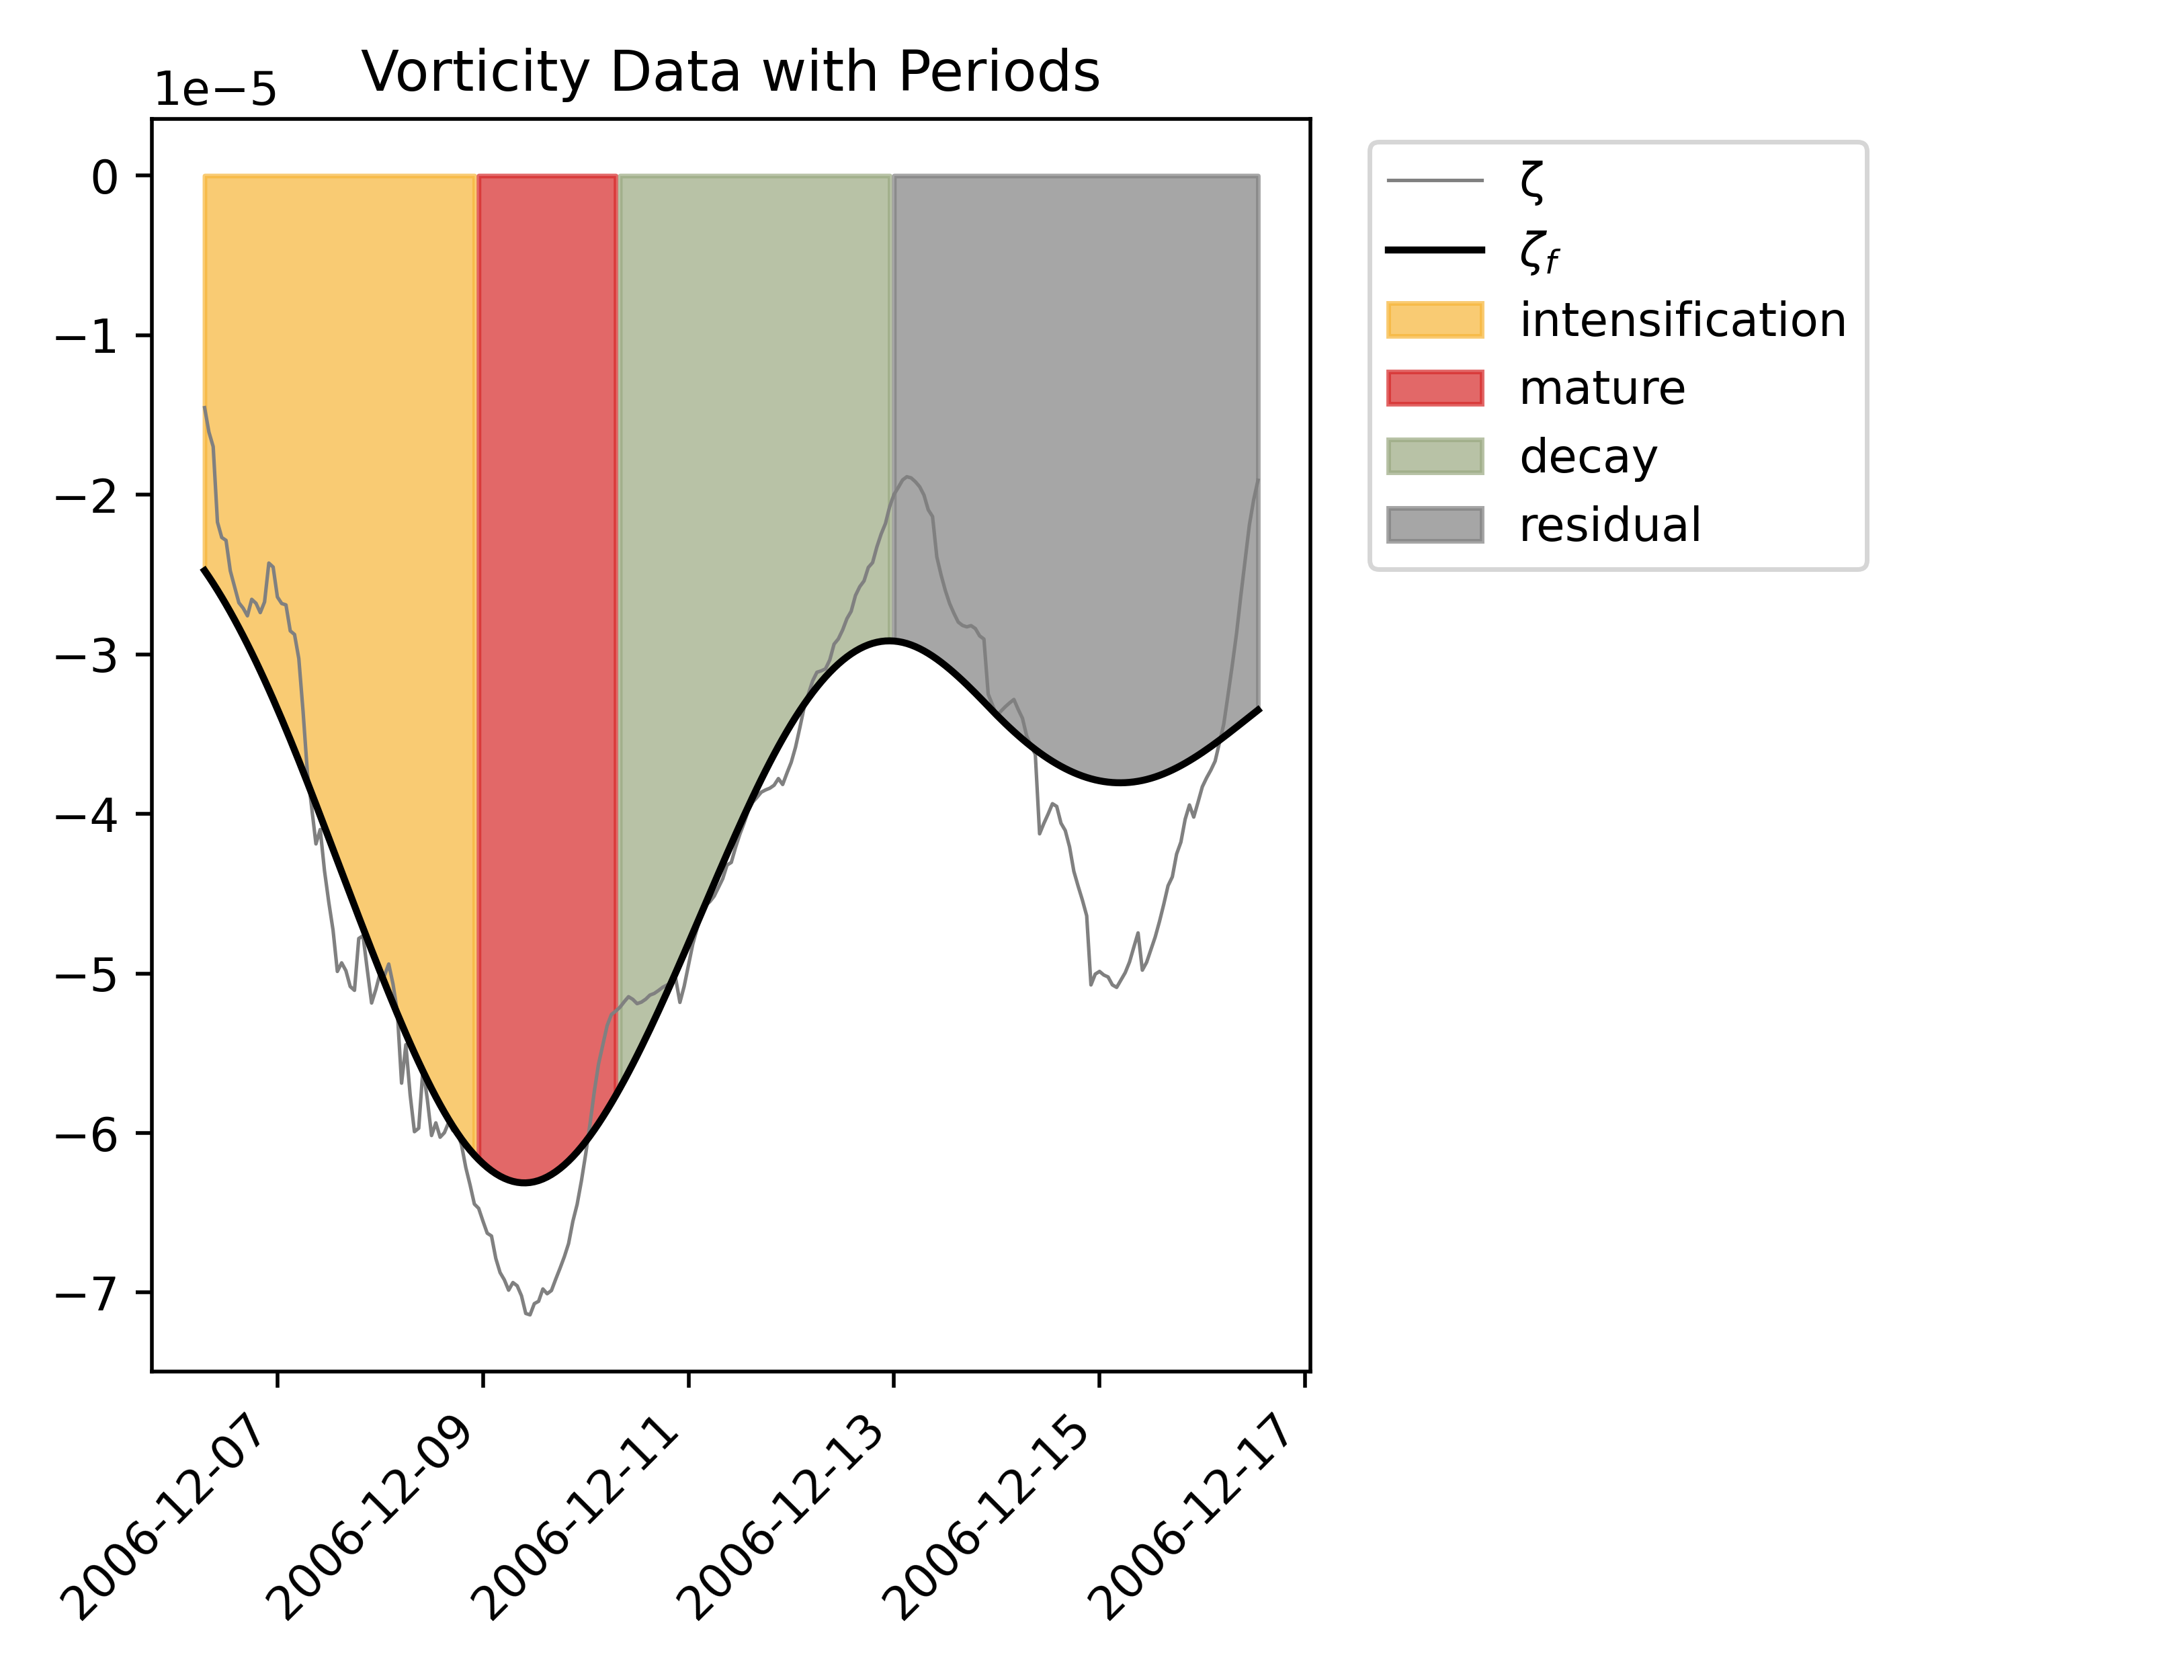 Vorticity Data with Periods
1e−5
0
−1
−2
−3
−4
−5
−6
−7
2006-12-07
2006-12-09
2006-12-11
2006-12-13
2006-12-15
2006-12-17
ζ
ζf
intensification
mature
decay
residual